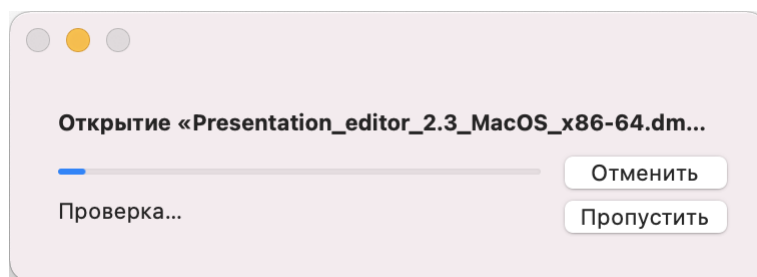 Открытие «Presentation_editor_2.3_MacOS_x86-64.dm...
Отменить
Проверка...
Пропустить